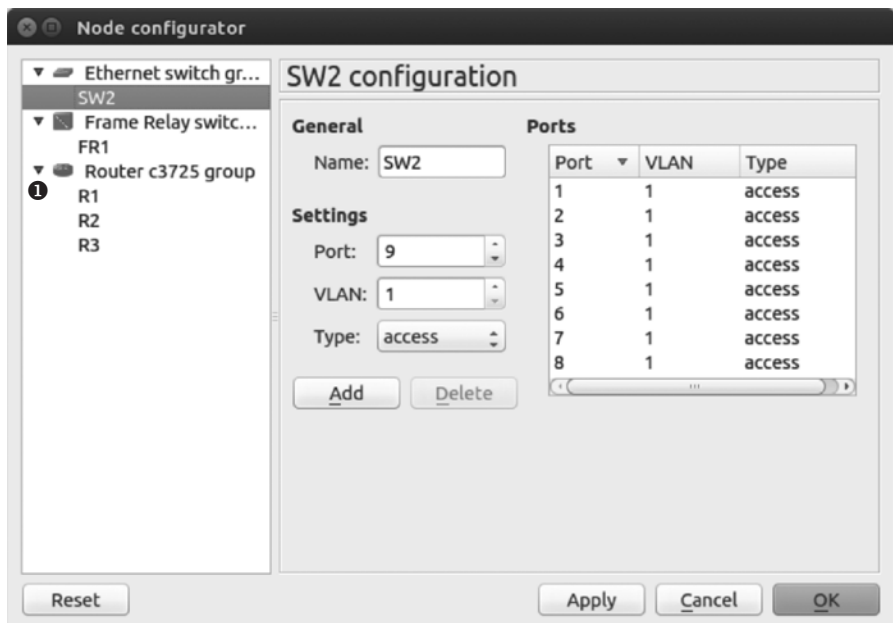 Node configurator
Ethernet switch gr...
SW2
Frame Relay switc...
FR1
Router c3725 group
❶
R1
R2
R3
SW2 configuration
General
Name: SW2
Settings
Port: 9
VLAN: 1
Type: access
Add Delete
Ports
Port VLAN Type
1 1 access
2 1 access
3 1 access
4 1 access
5 1 access
6 1 access
7 1 access
8 1 access
Reset Apply Cancel OK